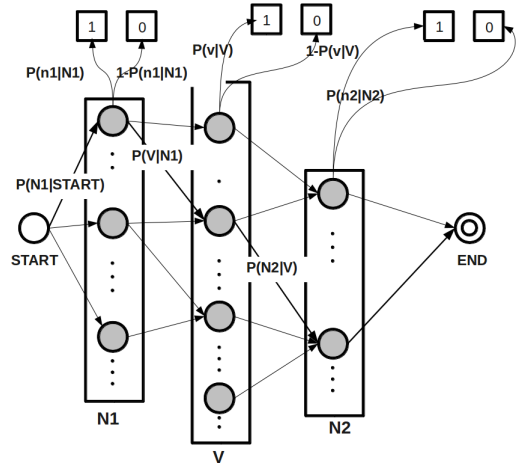 1
0
1
0
1
0
P(n1|N1)
1-P(n1|N1)
P(v|V)
1-P(v|V)
P(n2|N2)
P(V|N1)
P(N1|START)
START
P(N2|V)
END
N1
N2
V